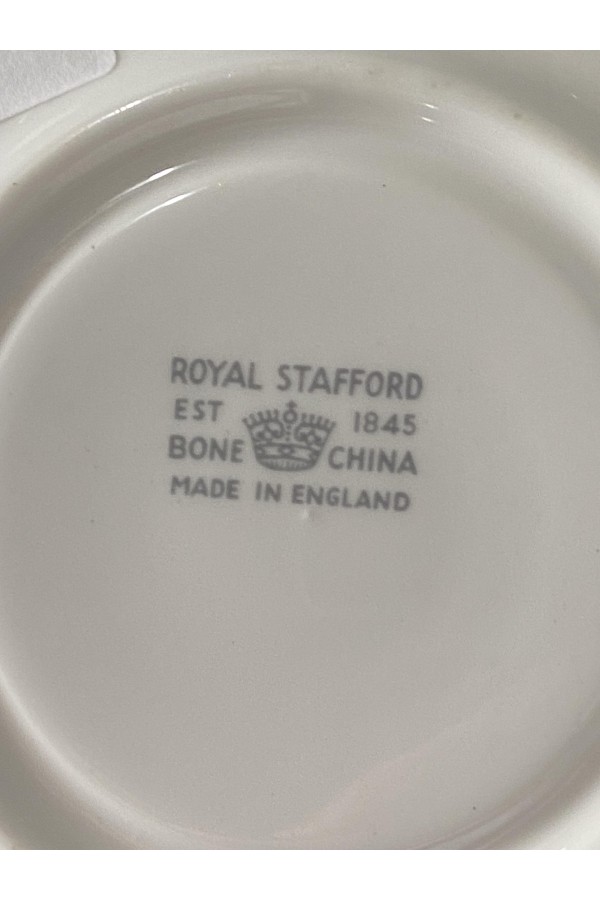 ROYAL STAFFORD
EST 1845
BONE CHINA
MADE IN ENGLAND